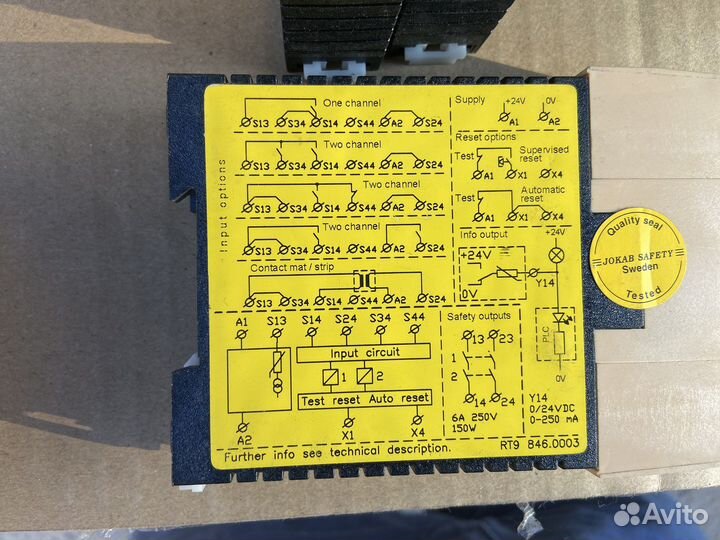 One channel
S13 S34 S14 S44 A2 S24
Two channel
S13 S34 S14 S44 A2 S24
Two channel
S13 S34 S14 S44 A2 S24
Two channel
S13 S34 S14 S44 A2 S24
Contact mat / strip
S13 S34 S14 S44 A2 S24
Input options
Supply +24V 0V
A1 A2
Reset options
Test Supervised
reset
A1 X1 X4
Test Automatic
reset
A1 X1 X4
Info output +24V
+24V
0V
Y14
PLC
0V
Y14
0/24VDC
0-250 mA
A1 S13 S14 S24 S34 S44
Input circuit
1 2
Test reset Auto reset
A2 X1 X4
Safety outputs
13 23
1
2
14 24
6A 250V
150W
Further info see technical description. RT9 846.D003
Quality seal
JOKAB SAFETY
Sweden
Tested
Avito